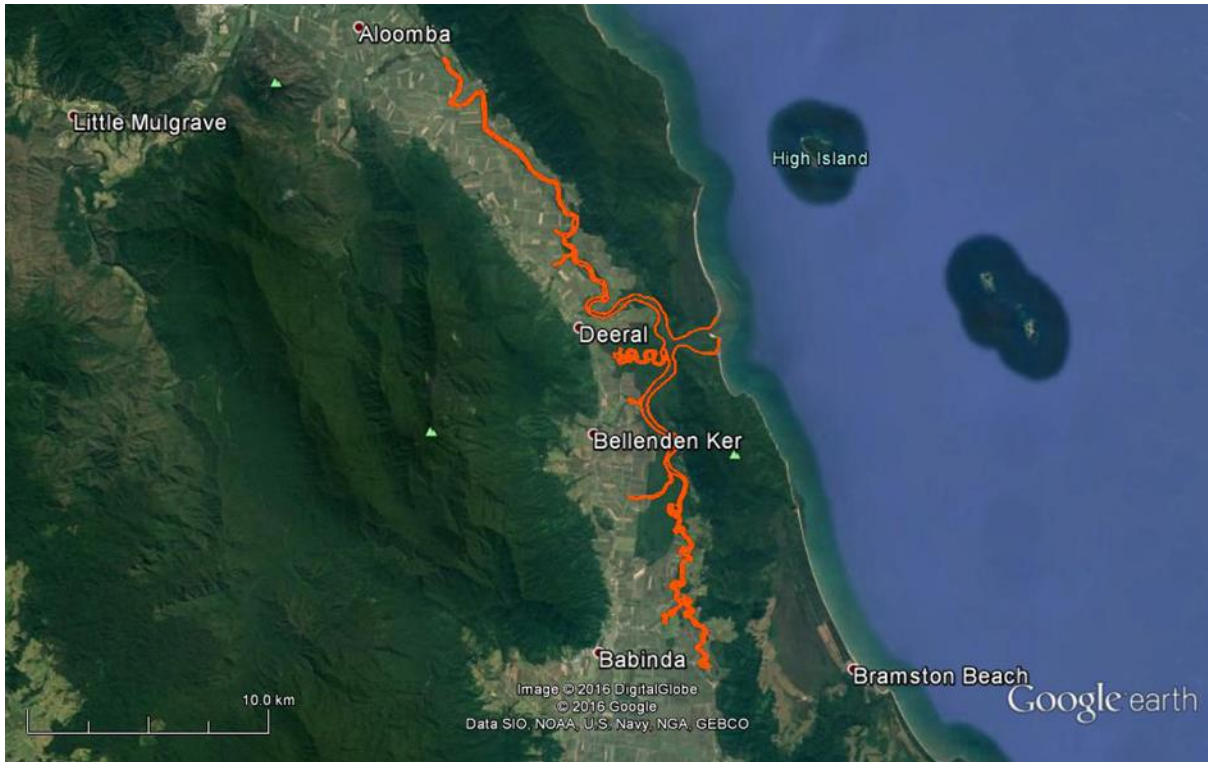 Aloomba
Little Mulgrave
High Island
Deeral
Bellenden Ker
Babinda
Bramston Beach
10.0 km
Image © 2016 DigitalGlobe
© 2016 Google
Data SIO, NOAA, U.S. Navy, NGA, GEBCO
Google earth